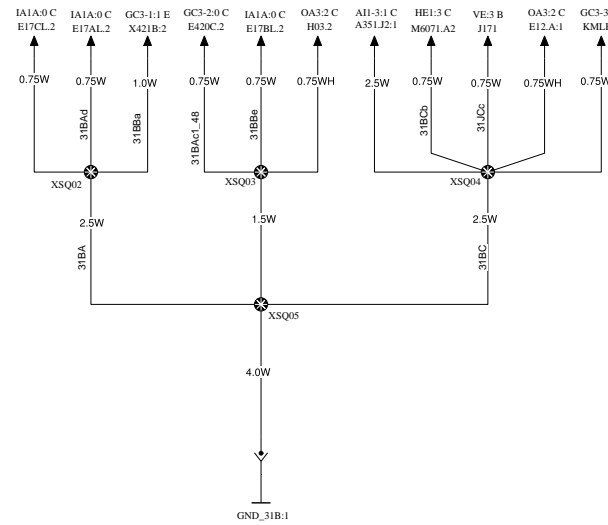 IA1A:0 C
E17CL.2
IA1A:0 C
E17AL.2
GC3-1:1 E
X421B:2
GC3-2:0 C
E420C.2
IA1A:0 C
E17BL.2
OA3:2 C
H03.2
AI1-3:1 C
A351.J2:1
HE1:3 C
M6071.A2
VE:3 B
J171
OA3:2 C
E12.A:1
GC3-3
0.75W
0.75W
1.0W
0.75W
0.75W
0.75WH
2.5W
0.75W
0.75W
0.75WH
0.75W
31BAd
31BBa
31BAc1_48
31BBe
31BCb
31JCc
XSQ02
XSQ03
XSQ04
2.5W
1.5W
2.5W
31BA
31BC
XSQ05
4.0W
GND_31B:1